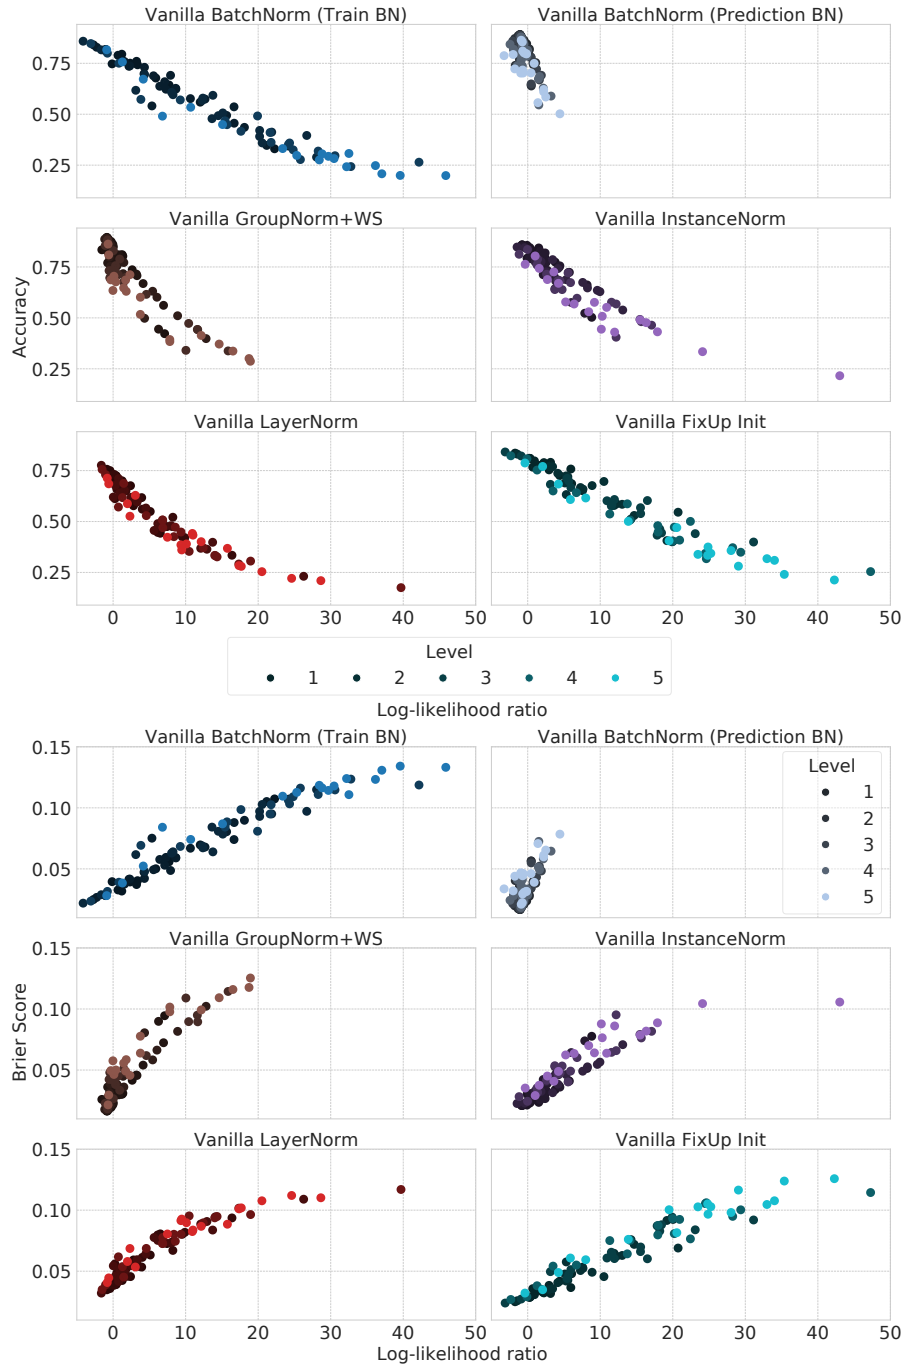 Vanilla BatchNorm (Train BN) Vanilla BatchNorm (Prediction BN)
0.75
0.50
0.25
Vanilla GroupNorm+WS Vanilla InstanceNorm
Accuracy
0.75
0.50
0.25
Vanilla LayerNorm Vanilla FixUp Init
0.75
0.50
0.25
0 10 20 30 40 50 0 10 20 30 40 50
Level
1 2 3 4 5
Log-likelihood ratio
Vanilla BatchNorm (Train BN) Vanilla BatchNorm (Prediction BN)
0.15
0.10
0.05
Level
1
2
3
4
5
Vanilla GroupNorm+WS Vanilla InstanceNorm
Brier Score
0.15
0.10
0.05
Vanilla LayerNorm Vanilla FixUp Init
0.15
0.10
0.05
0 10 20 30 40 50 0 10 20 30 40 50
Log-likelihood ratio